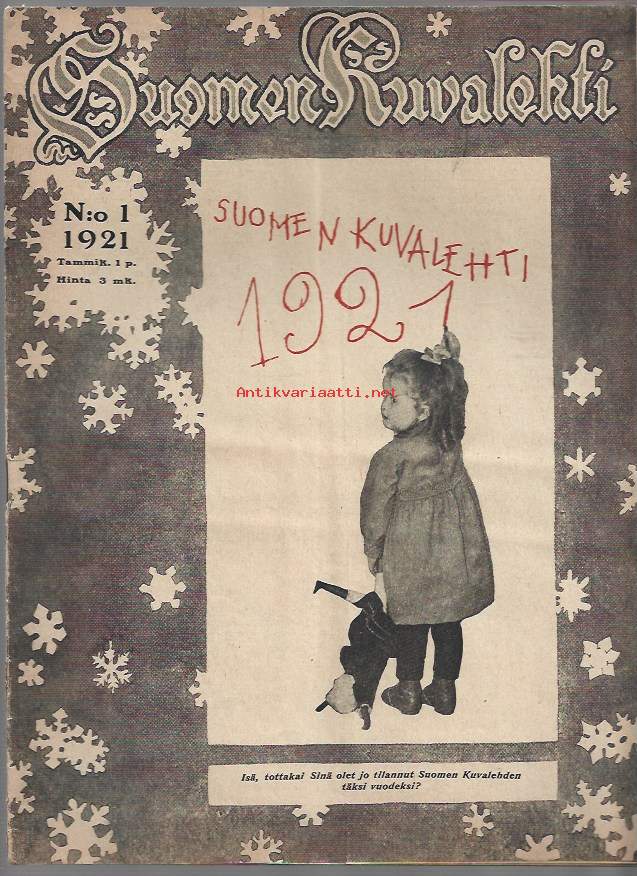 Suomen Kuvalehti
N:o 1
1921
Tammik. 1 p.
Hinta 3 mk.
SUOMEN KUVALEHTI
1921
Antikvariaatti.net
Isä, tottakai Sinä olet jo tilannut Suomen Kuvalehden
täksi vuodeksi?